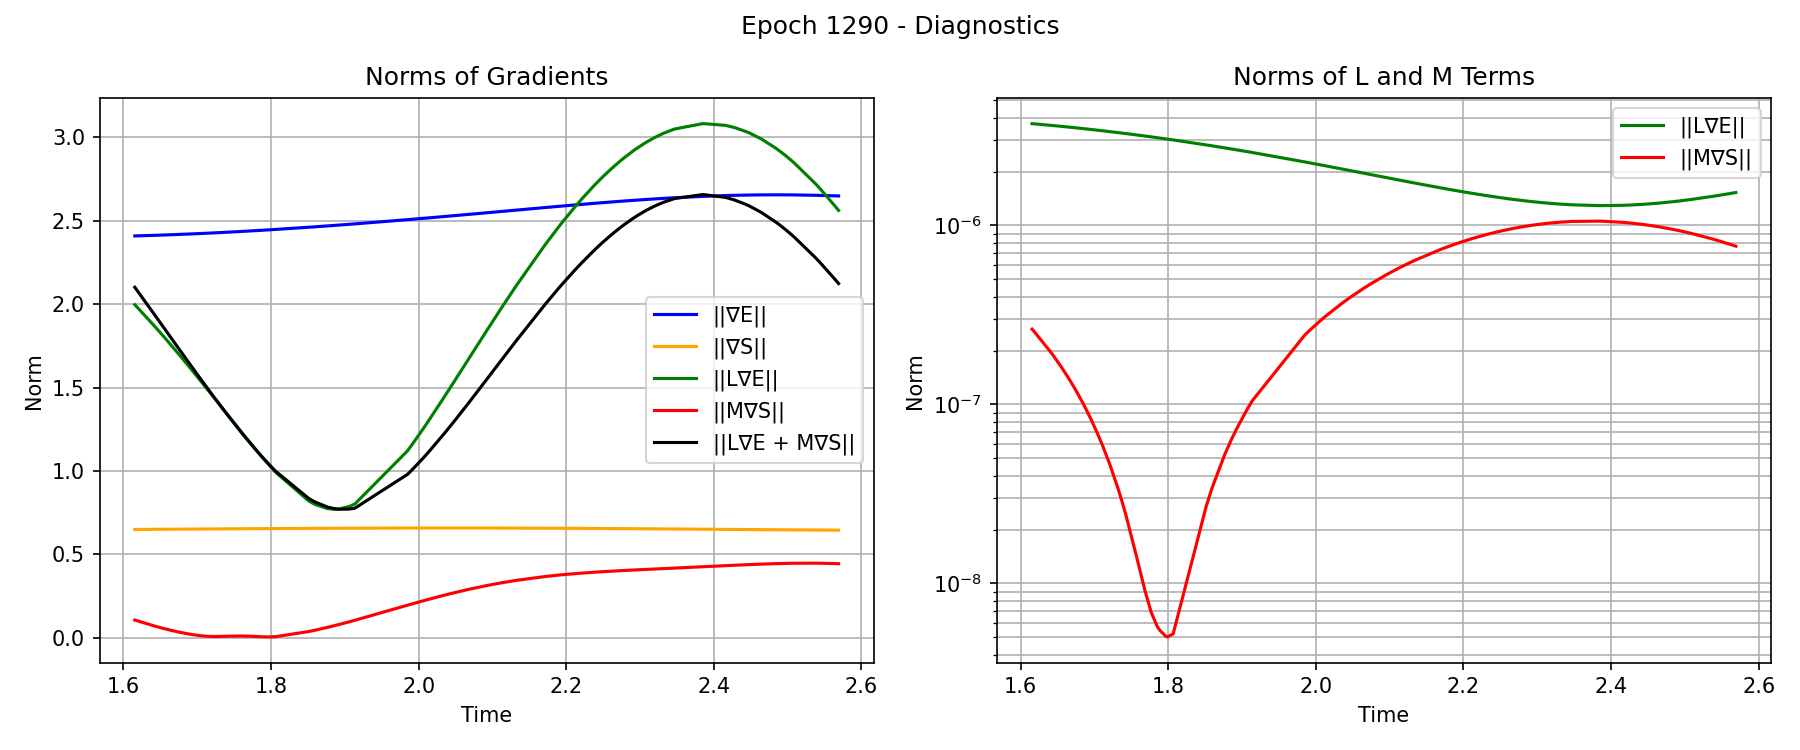 Epoch 1290 - Diagnostics
Norms of Gradients
Norm
3.0
2.5
2.0
1.5
1.0
0.5
0.0
||∇E||
||∇S||
||L∇E||
||M∇S||
||L∇E + M∇S||
1.6 1.8 2.0 2.2 2.4 2.6
Time
Norms of L and M Terms
Norm
10⁻⁶
10⁻⁷
10⁻⁸
||L∇E||
||M∇S||
1.6 1.8 2.0 2.2 2.4 2.6
Time